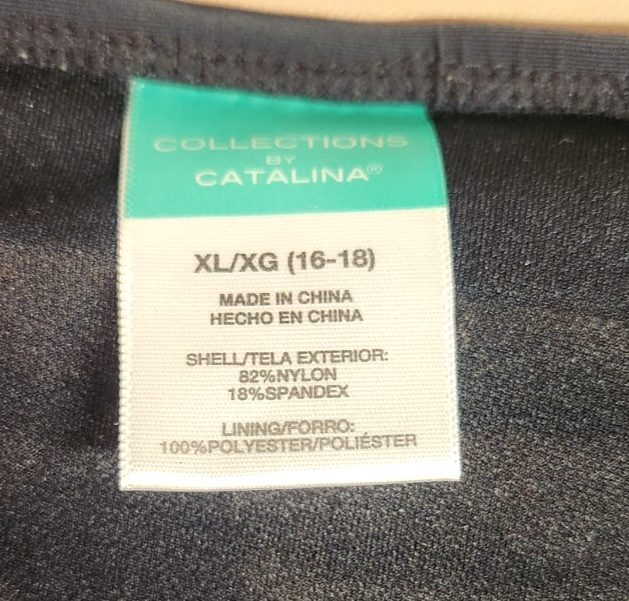 COLLECTIONS
BY
CATALINA®
XL/XG (16-18)
MADE IN CHINA
HECHO EN CHINA
SHELL/TELA EXTERIOR:
82%NYLON
18%SPANDEX
LINING/FORRO:
100%POLYESTER/POLIÉSTER